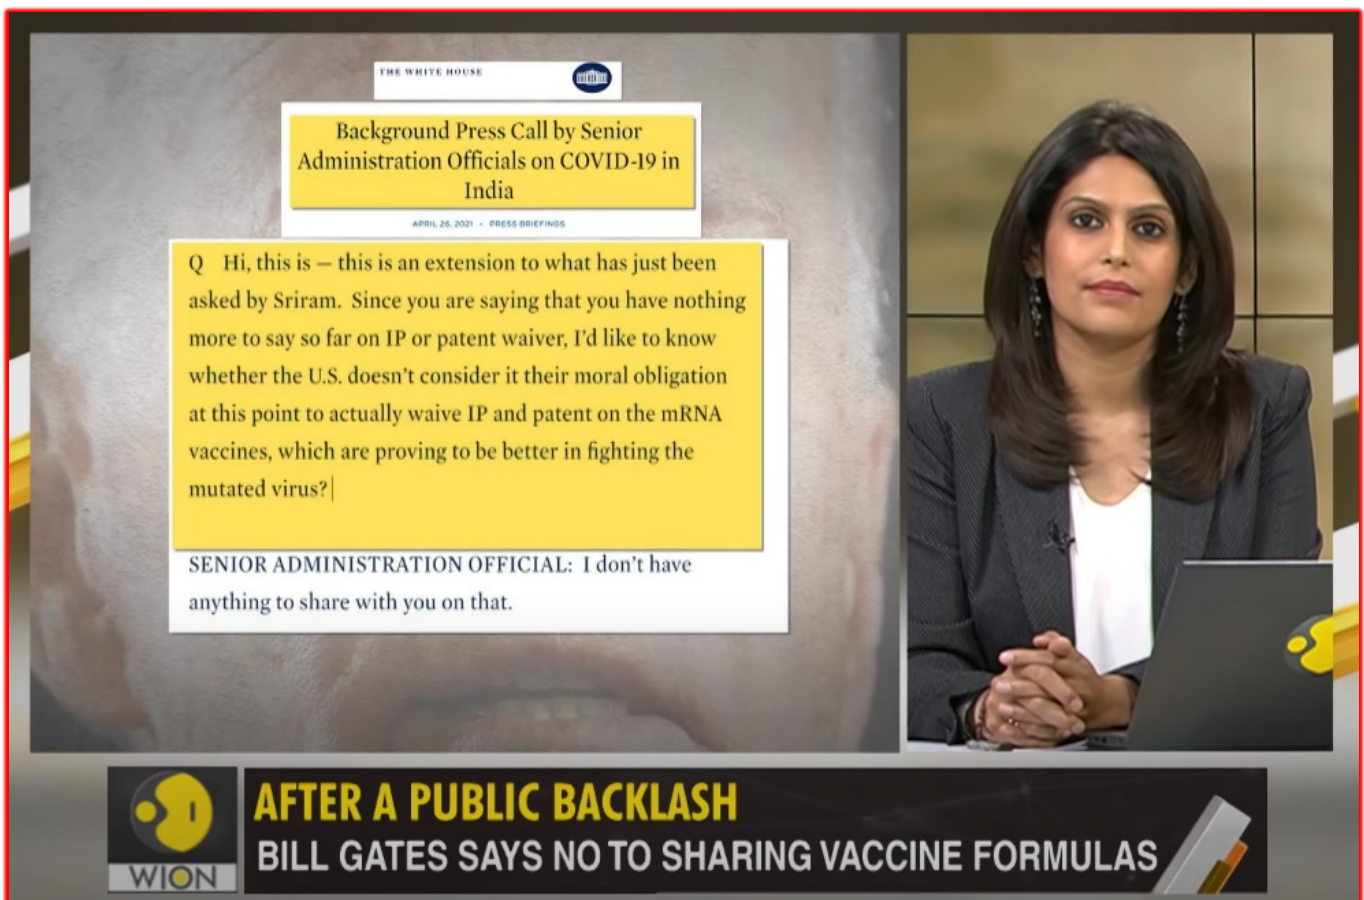 THE WHITE HOUSE
Background Press Call by Senior
Administration Officials on COVID-19 in
India
APRIL 26, 2021 • PRESS BRIEFINGS
Q Hi, this is — this is an extension to what has just been
asked by Sriram. Since you are saying that you have nothing
more to say so far on IP or patent waiver, I'd like to know
whether the U.S. doesn't consider it their moral obligation
at this point to actually waive IP and patent on the mRNA
vaccines, which are proving to be better in fighting the
mutated virus?
SENIOR ADMINISTRATION OFFICIAL: I don't have
anything to share with you on that.
AFTER A PUBLIC BACKLASH
BILL GATES SAYS NO TO SHARING VACCINE FORMULAS
WION